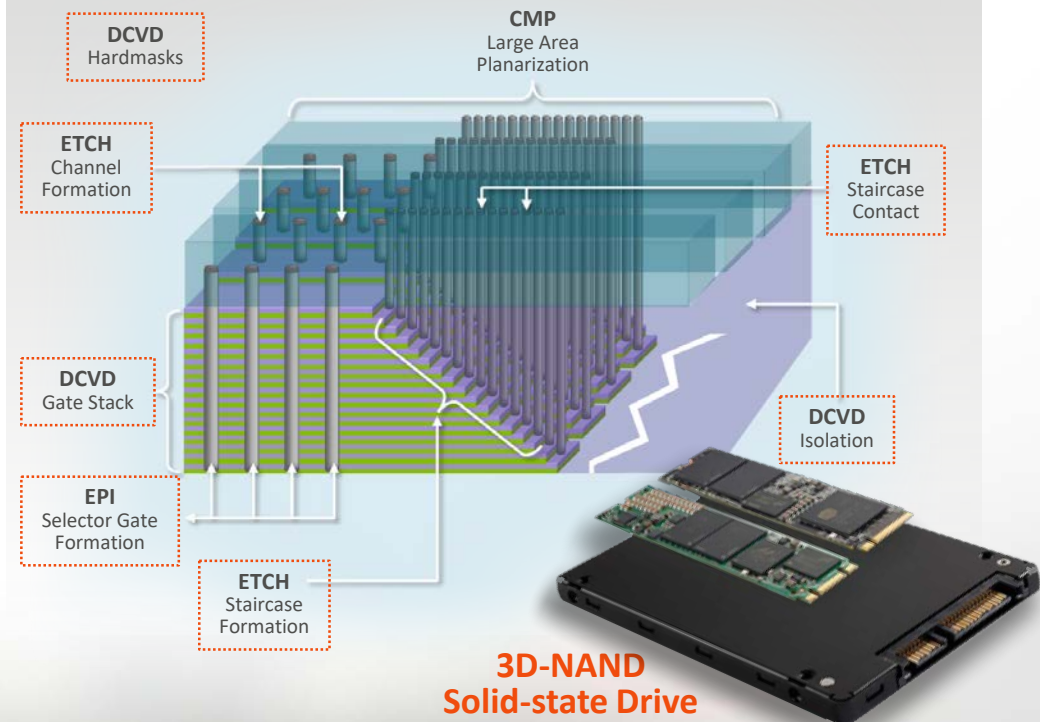 DCVD
Hardmasks
CMP
Large Area
Planarization
ETCH
Channel
Formation
ETCH
Staircase
Contact
DCVD
Gate Stack
DCVD
Isolation
EPI
Selector Gate
Formation
ETCH
Staircase
Formation
3D-NAND
Solid-state Drive